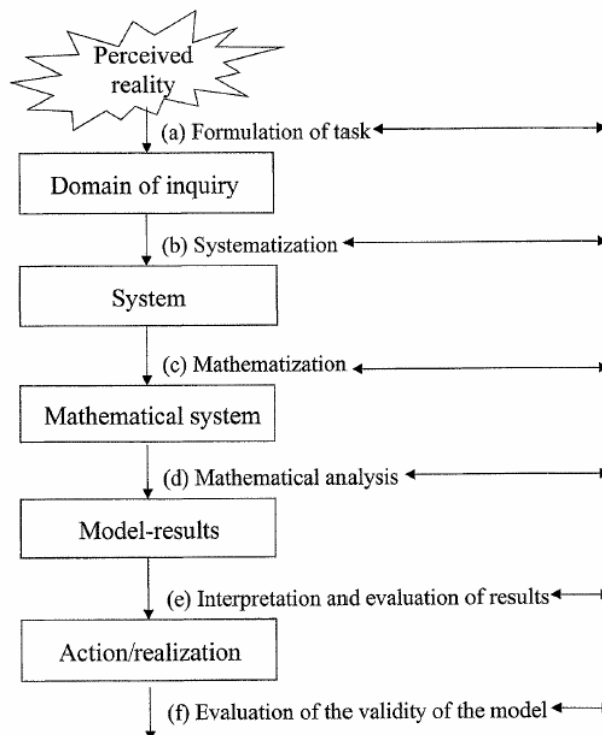 Perceived
reality
(a) Formulation of task
Domain of inquiry
(b) Systematization
System
(c) Mathematization
Mathematical system
(d) Mathematical analysis
Model-results
(e) Interpretation and evaluation of results
Action/realization
(f) Evaluation of the validity of the model